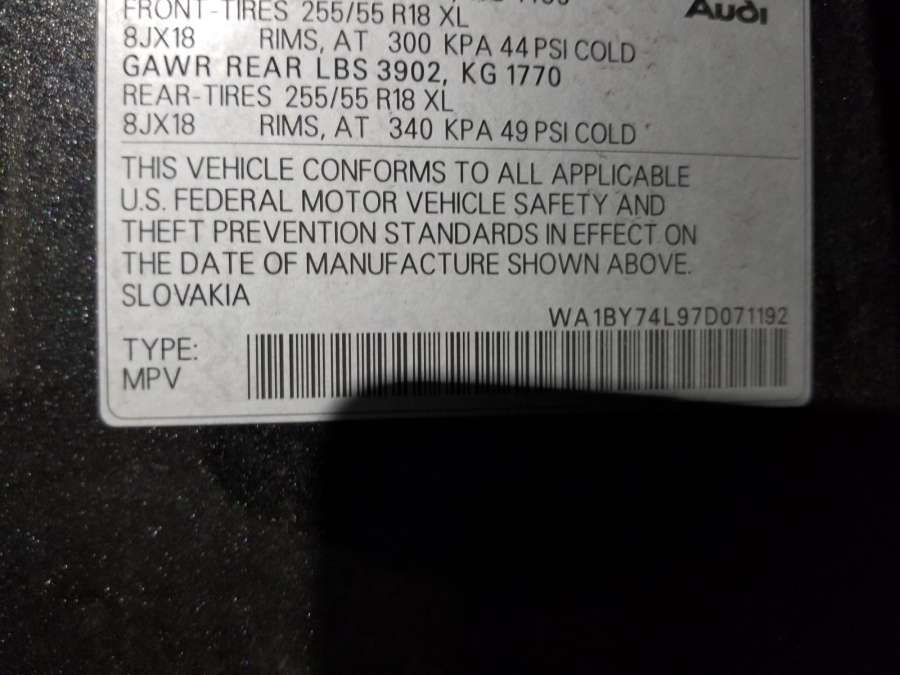 FRONT-TIRES 255/55 R18 XL
Audi
8JX18 RIMS, AT 300 KPA 44 PSI COLD
GAWR REAR LBS 3902, KG 1770
REAR-TIRES 255/55 R18 XL
8JX18 RIMS, AT 340 KPA 49 PSI COLD
THIS VEHICLE CONFORMS TO ALL APPLICABLE
U.S. FEDERAL MOTOR VEHICLE SAFETY AND
THEFT PREVENTION STANDARDS IN EFFECT ON
THE DATE OF MANUFACTURE SHOWN ABOVE.
SLOVAKIA
WA1BY74L97D071192
TYPE:
MPV